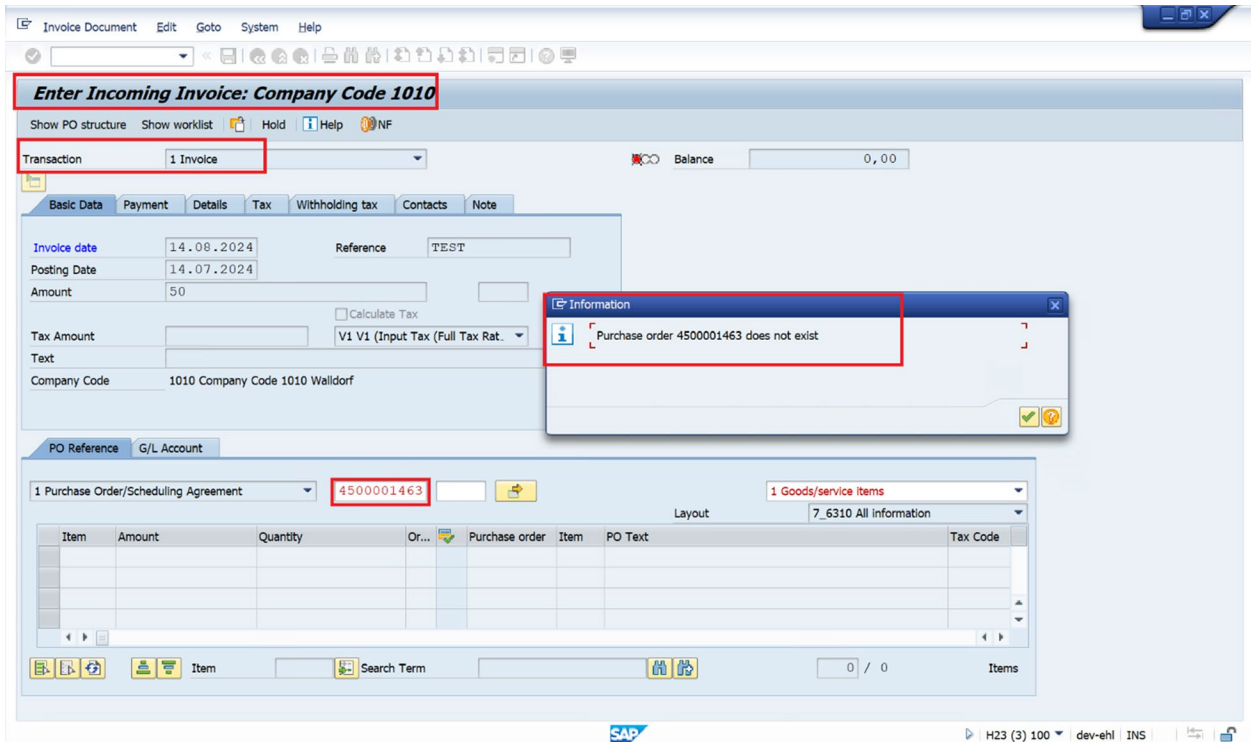 Invoice Document Edit Goto System Help
Enter Incoming Invoice: Company Code 1010
Show PO structure Show worklist Hold Help NF
Transaction 1 Invoice Balance 0,00
Basic Data Payment Details Tax Withholding tax Contacts Note
Invoice date 14.08.2024 Reference TEST
Posting Date 14.07.2024
Amount 50
Calculate Tax
Tax Amount V1 V1 (Input Tax (Full Tax Rat..
Text
Company Code 1010 Company Code 1010 Walldorf
Information
Purchase order 4500001463 does not exist
PO Reference G/L Account
1 Purchase Order/Scheduling Agreement 4500001463 1 Goods/service items
Layout 7_6310 All information
Item Amount Quantity Or... Purchase order Item PO Text Tax Code
Item Search Term 0 / 0 Items
SAP H23 (3) 100 dev-ehl INS